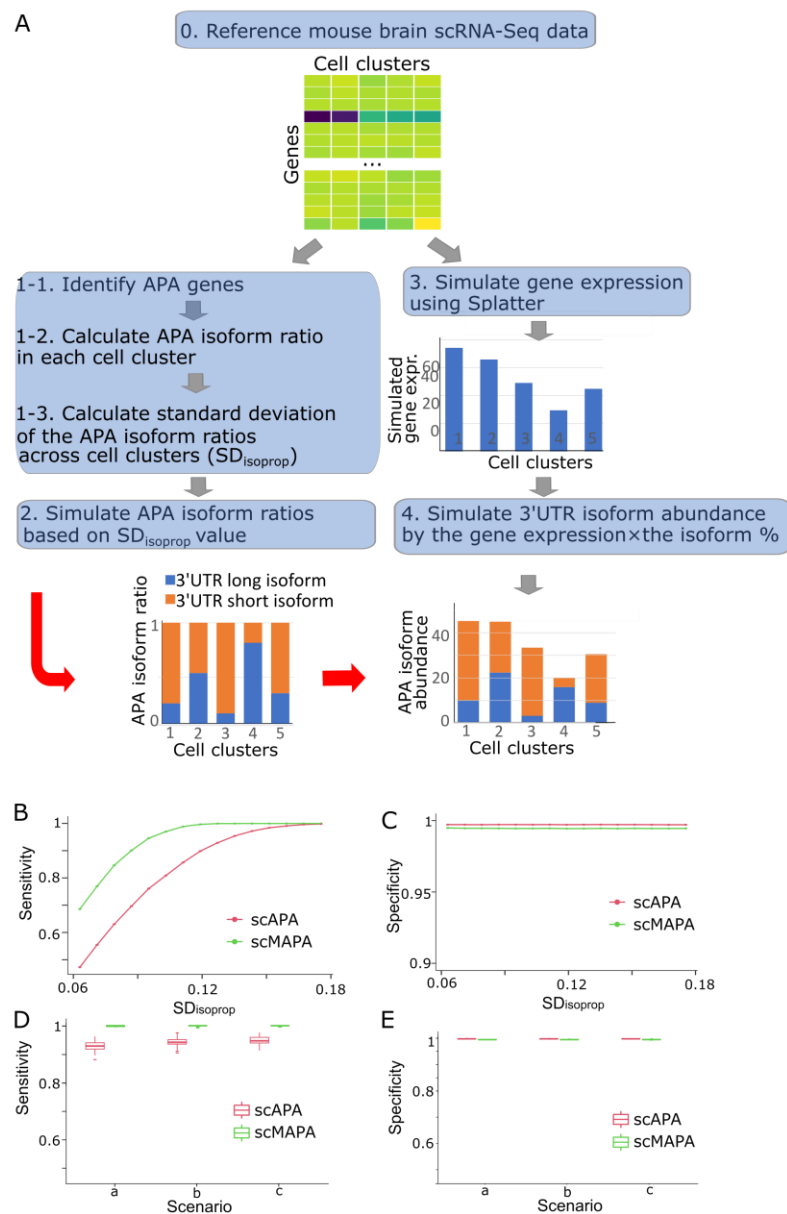 A
0. Reference mouse brain scRNA-Seq data
Cell clusters
Genes
...
1-1. Identify APA genes
1-2. Calculate APA isoform ratio
in each cell cluster
1-3. Calculate standard deviation
of the APA isoform ratios
across cell clusters (SDisoprop)
2. Simulate APA isoform ratios
based on SDisoprop value
3. Simulate gene expression
using Splatter
Simulated
gene expr.
60
20
0
1 2 3 4 5
Cell clusters
4. Simulate 3'UTR isoform abundance
by the gene expression×the isoform %
3'UTR long isoform
3'UTR short isoform
APA isoform ratio
1
0
1 2 3 4 5
Cell clusters
APA isoform
abundance
40
20
0
1 2 3 4 5
Cell clusters
B
Sensitivity
1
0.8
0.6
scAPA
scMAPA
0.06 0.12 0.18
SDisoprop
C
Specificity
1
0.95
0.9
scAPA
scMAPA
0.06 0.12 0.18
SDisoprop
D
Sensitivity
1
0.9
0.8
0.6
scAPA
scMAPA
a b c
Scenario
E
Specificity
1
0.8
0.6
scAPA
scMAPA
a b c
Scenario